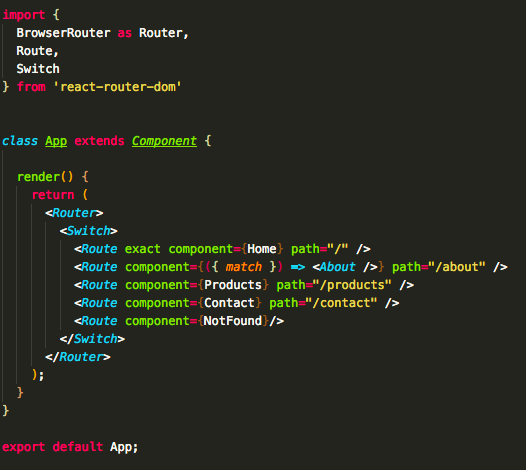 import {
  BrowserRouter as Router,
  Route,
  Switch
} from 'react-router-dom'
class App extends Component {
  render() {
    return (
      <Router>
        <Switch>
          <Route exact component={Home} path="/" />
          <Route component={({ match }) => <About />} path="/about" />
          <Route component={Products} path="/products" />
          <Route component={Contact} path="/contact" />
          <Route component={NotFound}/>
        </Switch>
      </Router>
    );
  }
}
export default App;